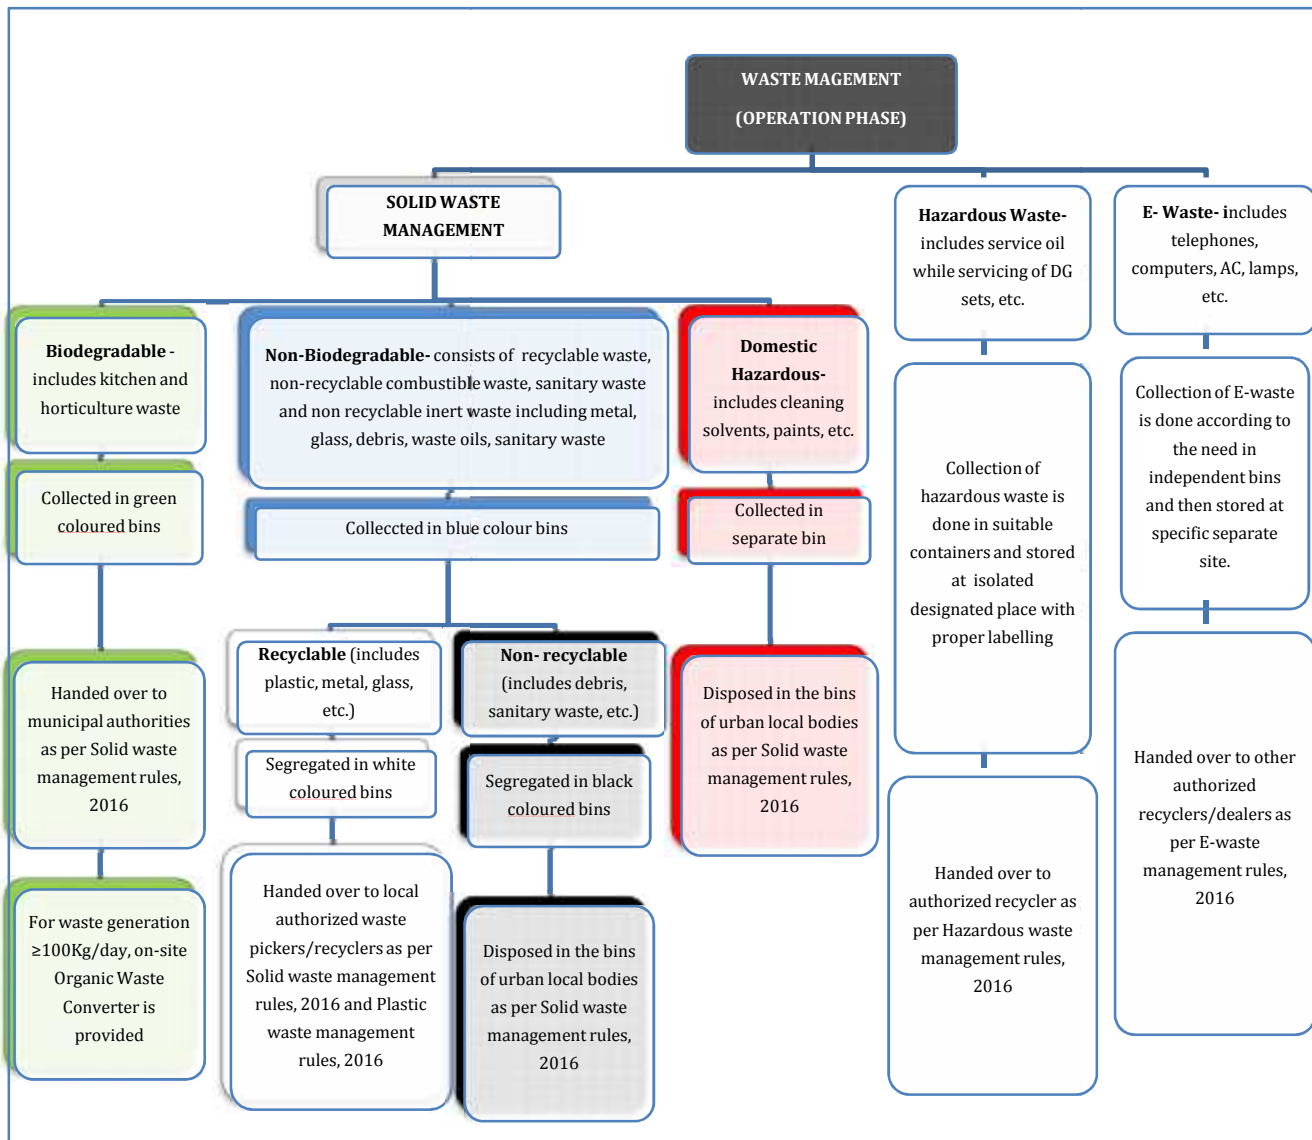 WASTE MAGEMENT
(OPERATION PHASE)
SOLID WASTE
MANAGEMENT
Hazardous Waste-
includes service oil
while servicing of DG
sets, etc.
E- Waste- includes
telephones,
computers, AC, lamps,
etc.
Biodegradable -
includes kitchen and
horticulture waste
Non-Biodegradable- consists of recyclable waste,
non-recyclable combustible waste, sanitary waste
and non recyclable inert waste including metal,
glass, debris, waste oils, sanitary waste
Domestic
Hazardous-
includes cleaning
solvents, paints, etc.
Collection of
hazardous waste is
done in suitable
containers and stored
at isolated
designated place with
proper labelling
Collection of E-waste
is done according to
the need in
independent bins
and then stored at
specific separate
site.
Collected in green
coloured bins
Colleccted in blue colour bins
Collected in
separate bin
Recyclable (includes
plastic, metal, glass,
etc.)
Non- recyclable
(includes debris,
sanitary waste, etc.)
Handed over to
municipal authorities
as per Solid waste
management rules,
2016
Segregated in white
coloured bins
Segregated in black
coloured bins
Disposed in the bins
of urban local bodies
as per Solid waste
management rules,
2016
Handed over to other
authorized
recyclers/dealers as
per E-waste
management rules,
2016
For waste generation
≥100Kg/day, on-site
Organic Waste
Converter is
provided
Handed over to local
authorized waste
pickers/recyclers as per
Solid waste management
rules, 2016 and Plastic
waste management
rules, 2016
Disposed in the bins
of urban local bodies
as per Solid waste
management rules,
2016
Handed over to
authorized recycler as
per Hazardous waste
management rules,
2016